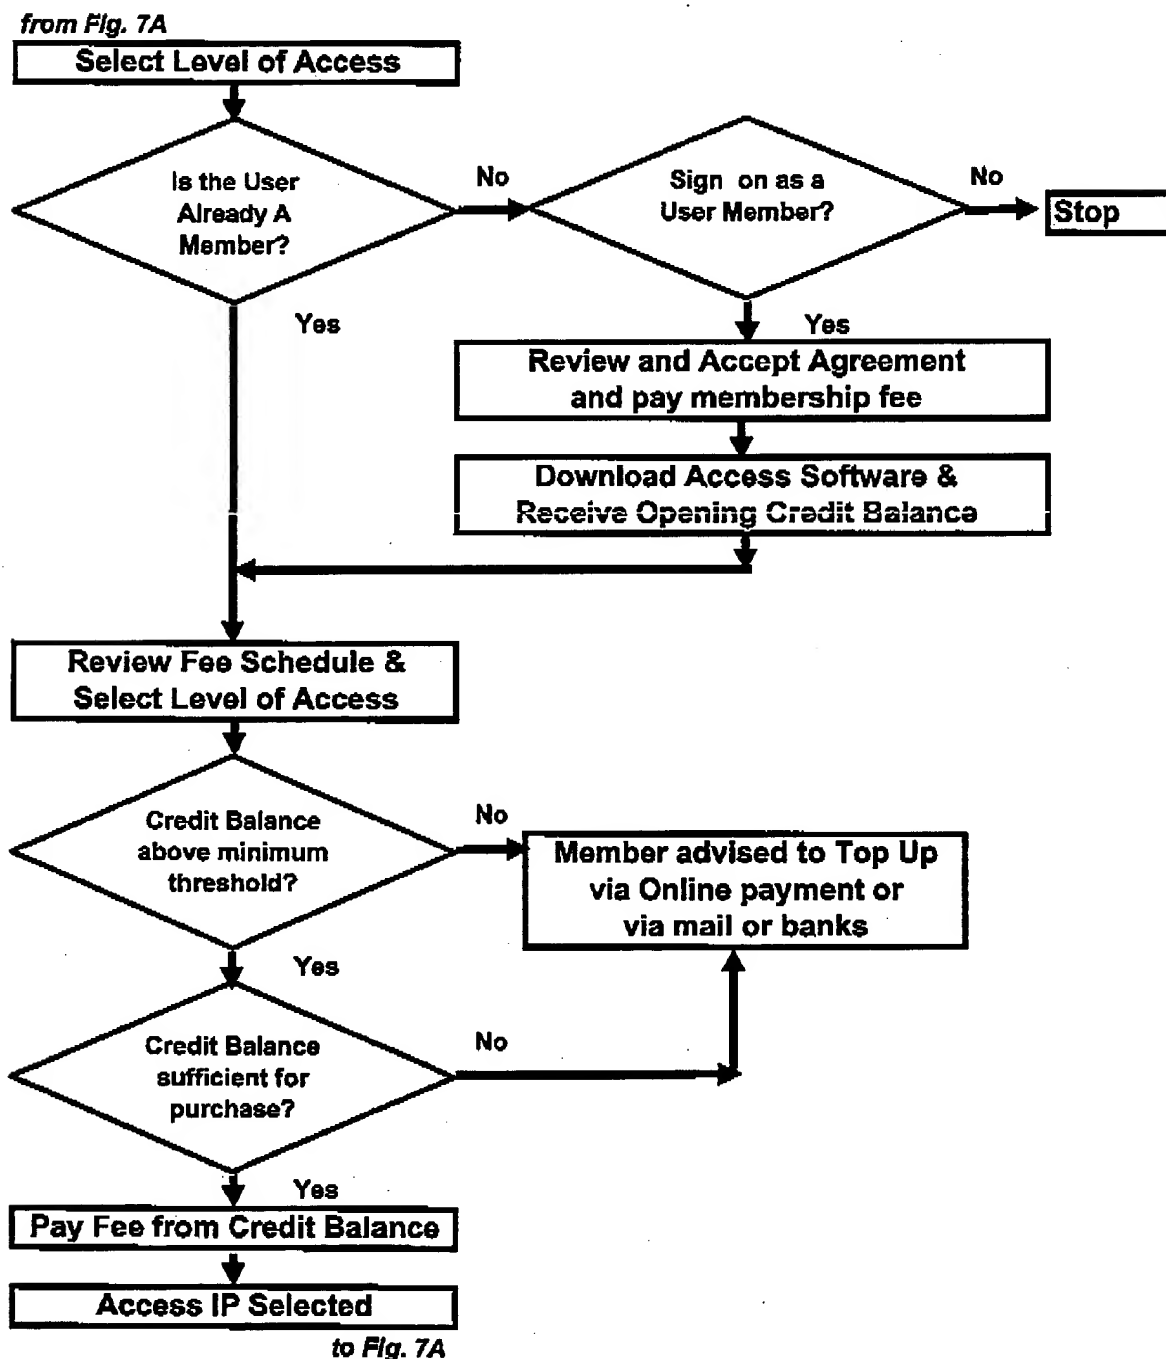 from Fig. 7A
Select Level of Access
Is the User
Already A
Member?
No
Sign on as a
User Member?
No
Stop
Yes
Yes
Review and Accept Agreement
and pay membership fee
Download Access Software &
Receive Opening Credit Balance
Review Fee Schedule &
Select Level of Access
Credit Balance
above minimum
threshold?
No
Member advised to Top Up
via Online payment or
via mail or banks
Yes
Credit Balance
sufficient for
purchase?
No
Yes
Pay Fee from Credit Balance
Access IP Selected
to Fig. 7A